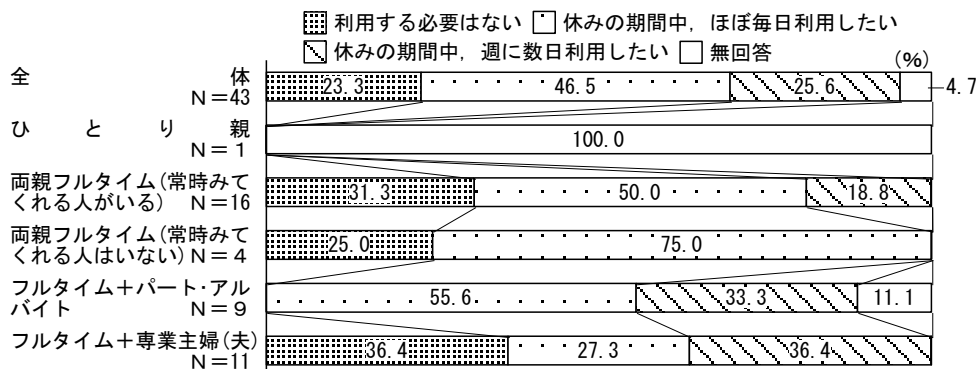 利用する必要はない 休みの期間中，ほぼ毎日利用したい
休みの期間中，週に数日利用したい 無回答
(%)
全体
N＝43
23.3 46.5 25.6 4.7
ひとり親
N＝1
100.0
両親フルタイム(常時みて
くれる人がいる) N＝16
31.3 50.0 18.8
両親フルタイム(常時みて
くれる人はいない) N＝4
25.0 75.0
フルタイム＋パート・アル
バイト N＝9
55.6 33.3 11.1
フルタイム＋専業主婦(夫)
N＝11
36.4 27.3 36.4